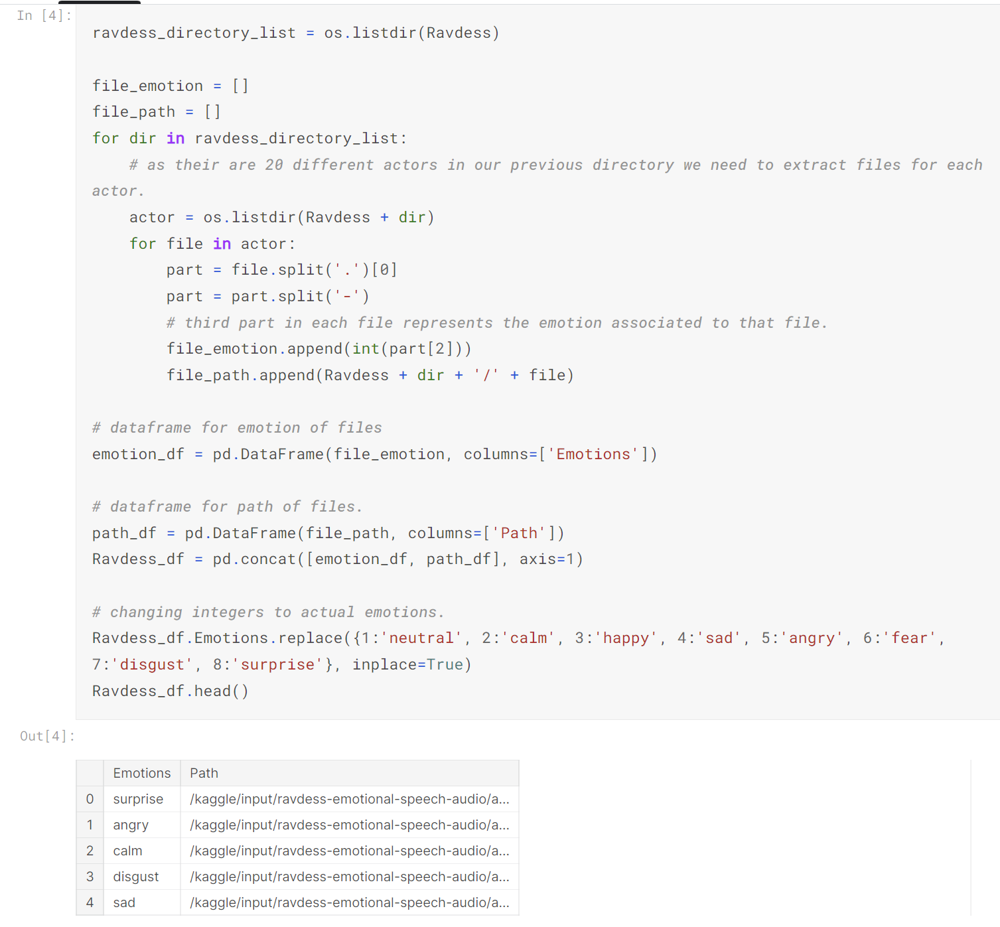 In [4]:
ravdess_directory_list = os.listdir(Ravdess)
file_emotion = []
file_path = []
for dir in ravdess_directory_list:
    # as their are 20 different actors in our previous directory we need to extract files for each
actor.
    actor = os.listdir(Ravdess + dir)
    for file in actor:
        part = file.split('.')[0]
        part = part.split('-')
        # third part in each file represents the emotion associated to that file.
        file_emotion.append(int(part[2]))
        file_path.append(Ravdess + dir + '/' + file)
# dataframe for emotion of files
emotion_df = pd.DataFrame(file_emotion, columns=['Emotions'])
# dataframe for path of files.
path_df = pd.DataFrame(file_path, columns=['Path'])
Ravdess_df = pd.concat([emotion_df, path_df], axis=1)
# changing integers to actual emotions.
Ravdess_df.Emotions.replace({1:'neutral', 2:'calm', 3:'happy', 4:'sad', 5:'angry', 6:'fear',
7:'disgust', 8:'surprise'}, inplace=True)
Ravdess_df.head()
Out[4]:
Emotions Path
0 surprise /kaggle/input/ravdess-emotional-speech-audio/a...
1 angry /kaggle/input/ravdess-emotional-speech-audio/a...
2 calm /kaggle/input/ravdess-emotional-speech-audio/a...
3 disgust /kaggle/input/ravdess-emotional-speech-audio/a...
4 sad /kaggle/input/ravdess-emotional-speech-audio/a...